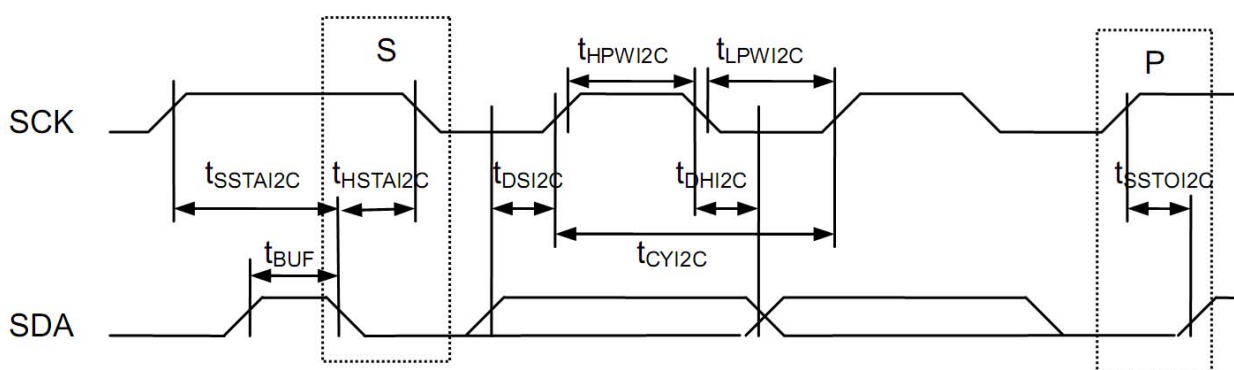 S
P
tHPWI2C
tLPWI2C
SCK
tSSTAI2C
tHSTAI2C
tDSI2C
tDHI2C
tSSTOI2C
tBUF
tCYI2C
SDA